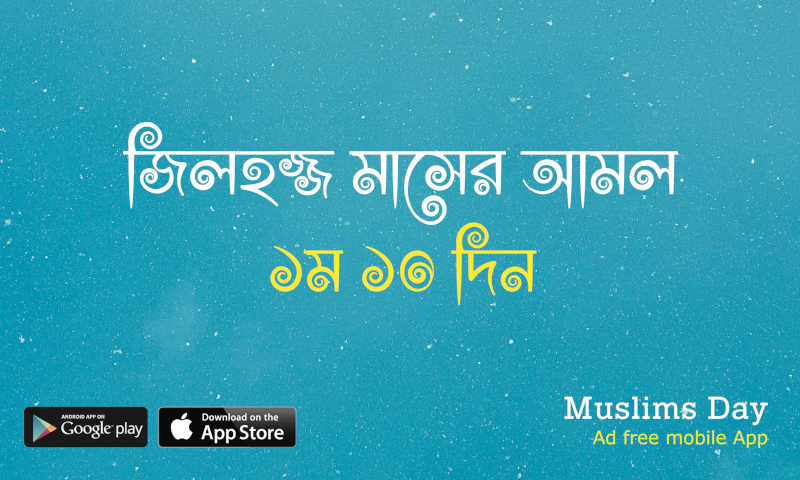 জিলহজ্জ মাসের আমল
১ম ১০ দিন
ANDROID APP ON
Google play
Download on the
App Store
Muslims Day
Ad free mobile App